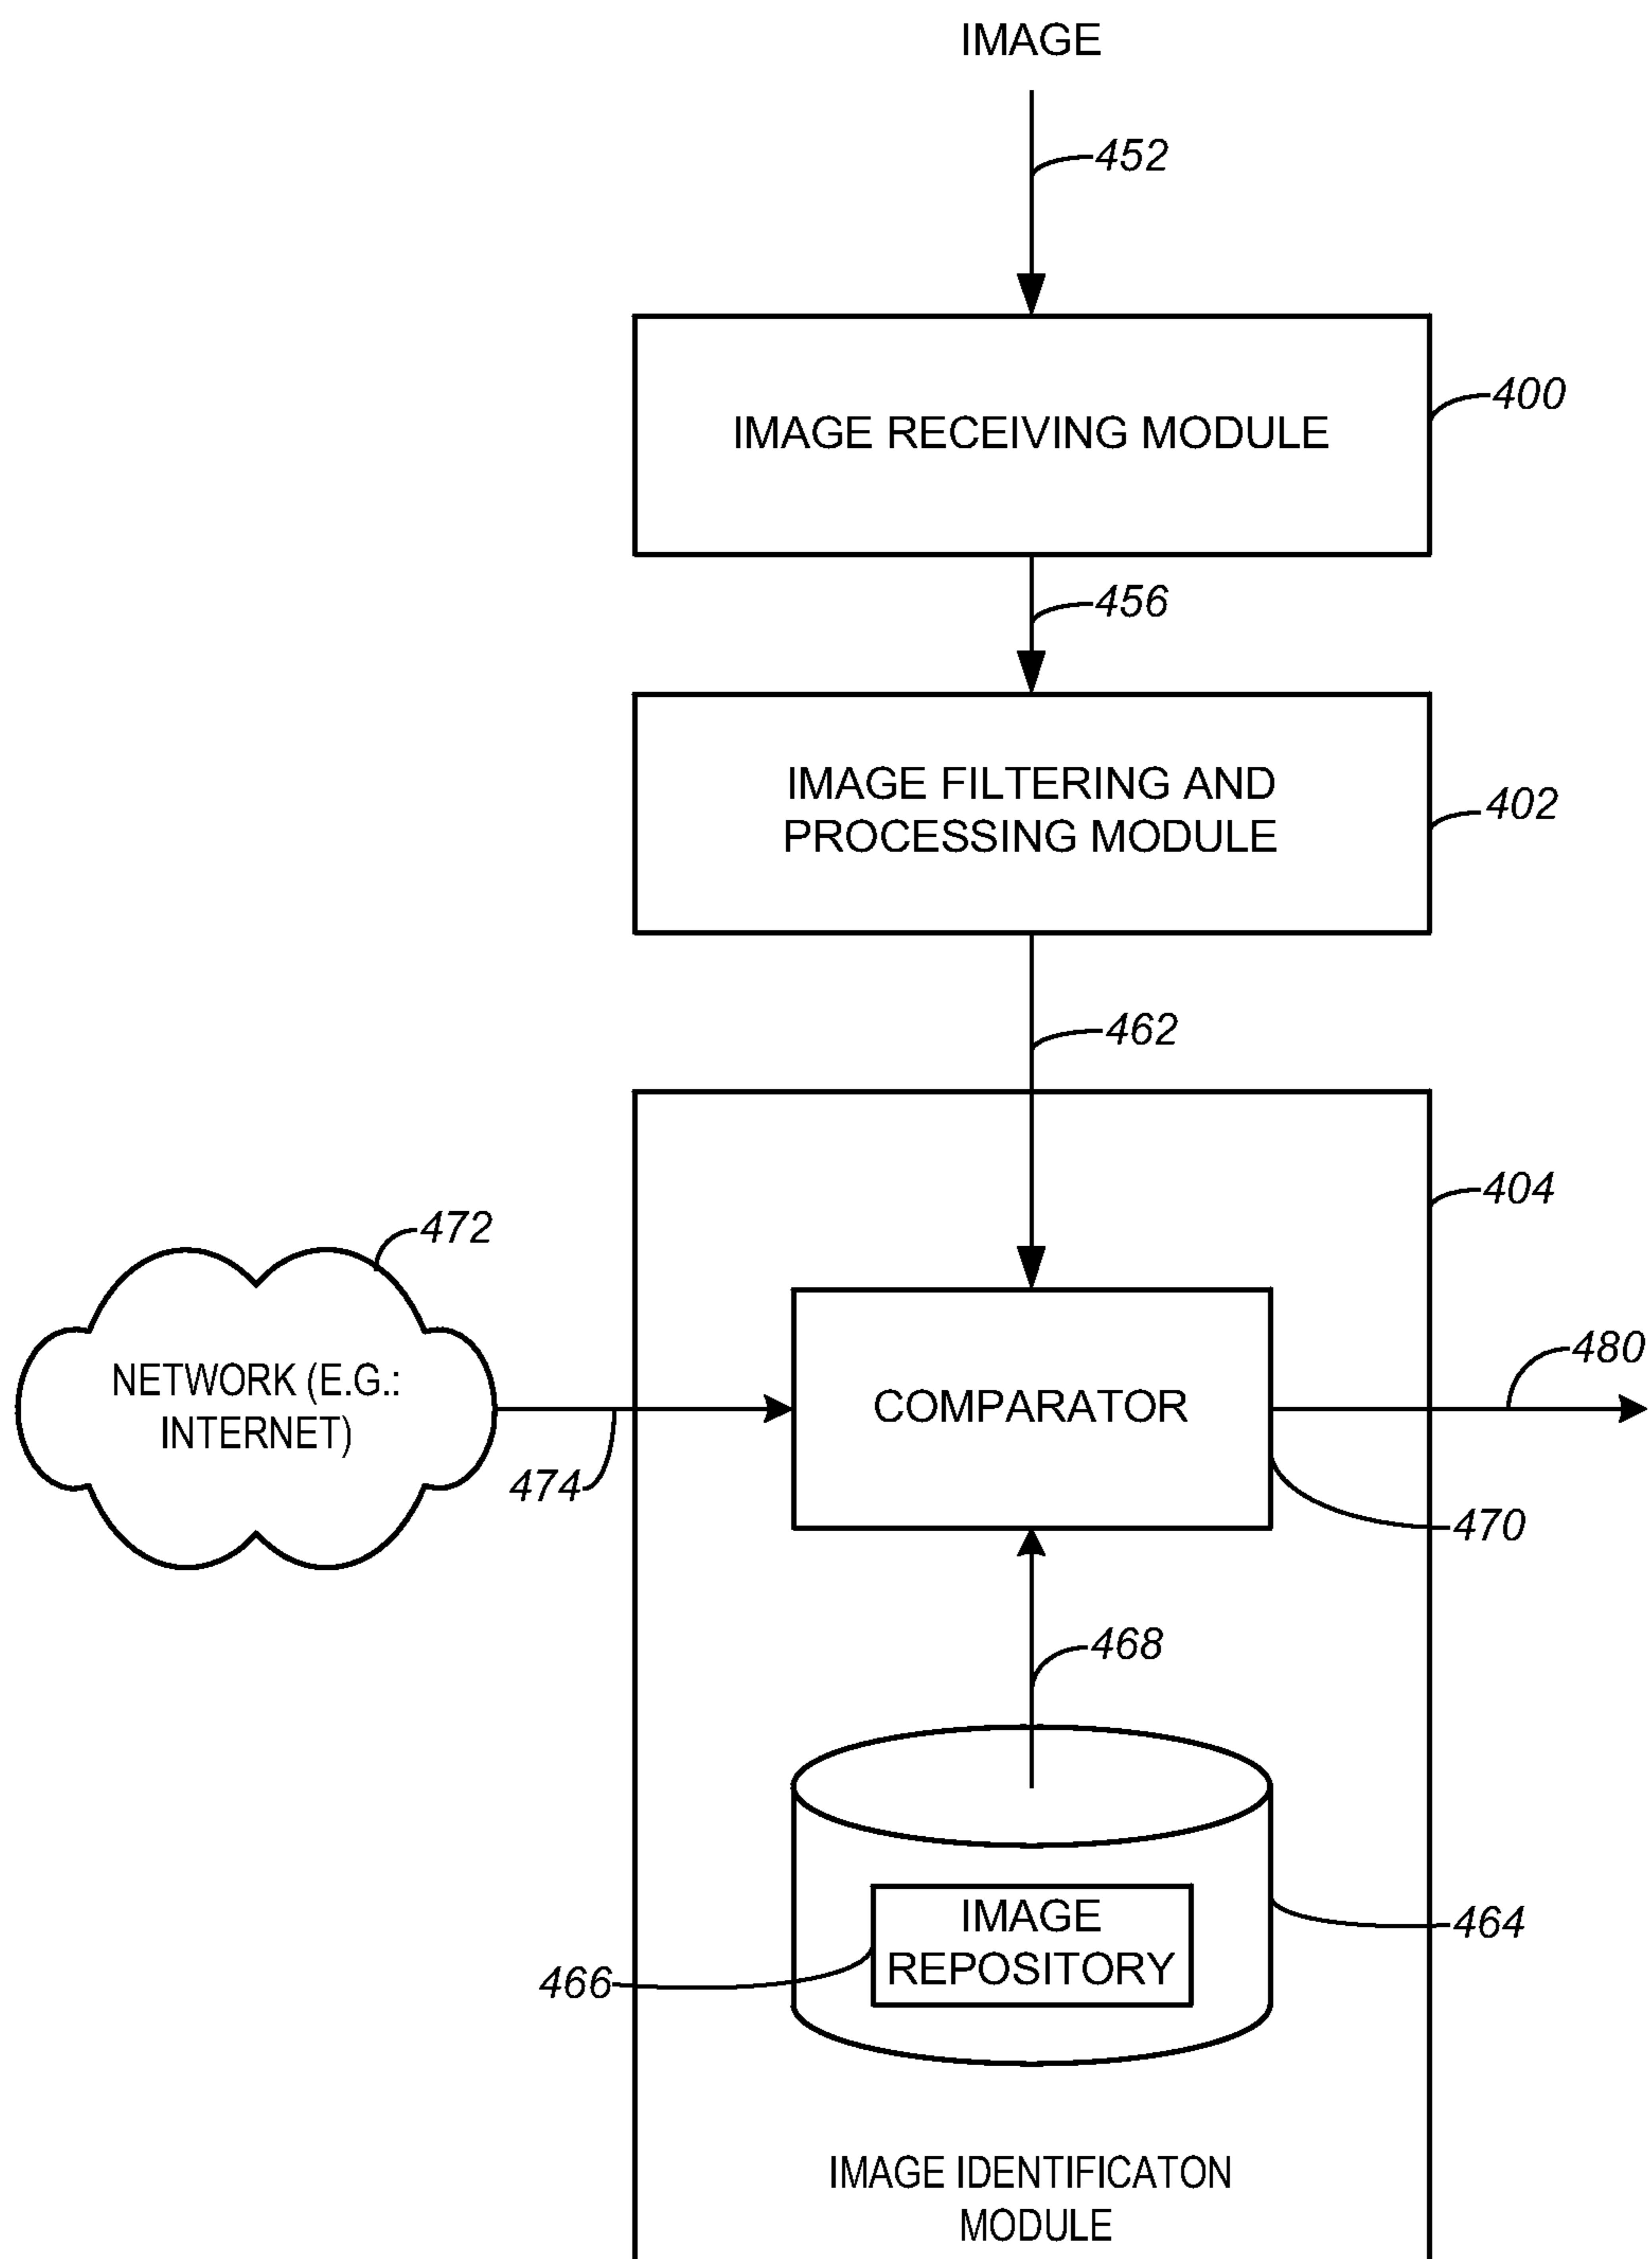 IMAGE
452
400
IMAGE RECEIVING MODULE
456
IMAGE FILTERING AND
PROCESSING MODULE
402
462
404
472
NETWORK (E.G.:
INTERNET)
474
COMPARATOR
480
470
468
IMAGE
REPOSITORY
464
466
IMAGE IDENTIFICATON
MODULE